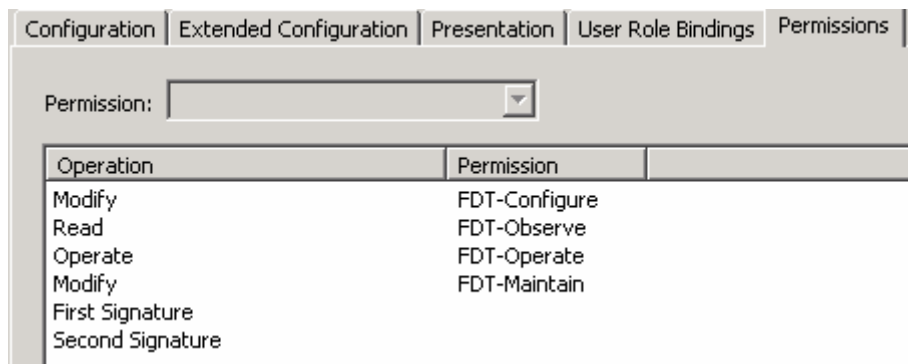 Configuration Extended Configuration Presentation User Role Bindings Permissions
Permission:
Operation Permission
Modify FDT-Configure
Read FDT-Observe
Operate FDT-Operate
Modify FDT-Maintain
First Signature
Second Signature